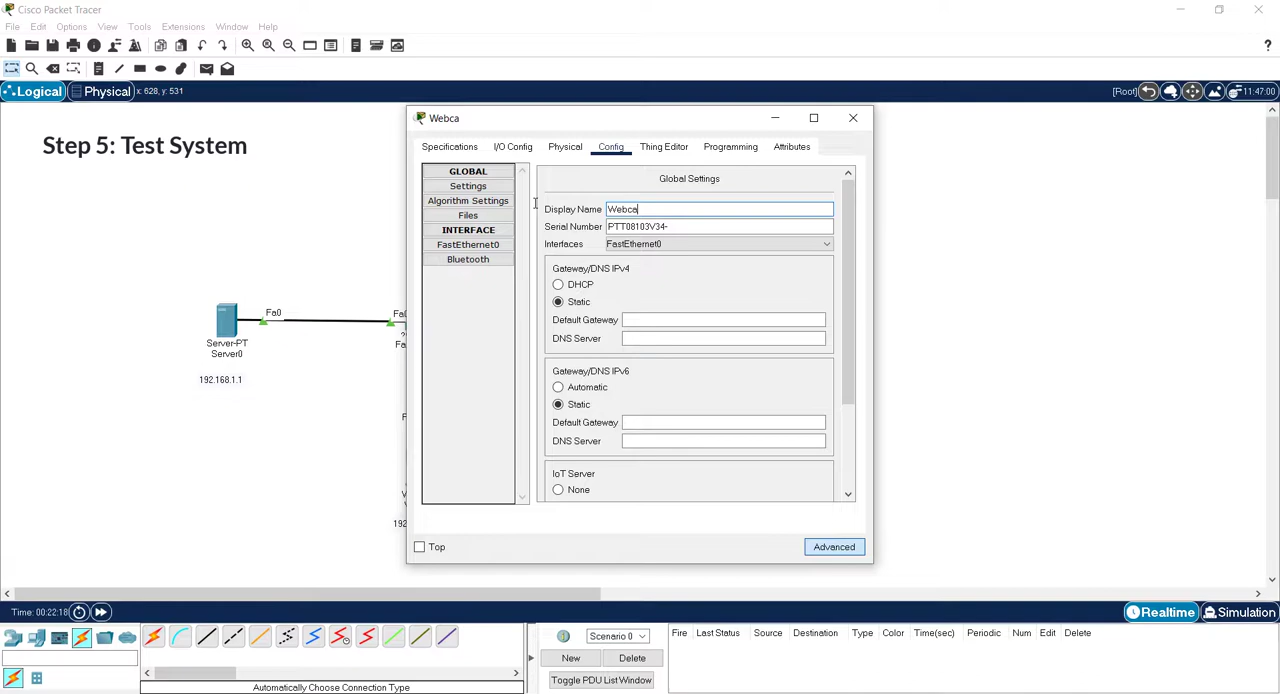 Cisco Packet Tracer
File Edit Options View Tools Extensions Window Help
Logical Physical x: 628, y: 531 [Root] 11:47:00
Step 5: Test System
Webca
Specifications I/O Config Physical Config Thing Editor Programming Attributes
GLOBAL
Settings
Algorithm Settings
Files
INTERFACE
FastEthernet0
Bluetooth
Global Settings
Display Name Webca
Serial Number PTT08103V34-
Interfaces FastEthernet0
Gateway/DNS IPv4
DHCP
Static
Default Gateway
DNS Server
Gateway/DNS IPv6
Automatic
Static
Default Gateway
DNS Server
IoT Server
None
Top Advanced
Fa0
Server-PT
Server0
192.168.1.1
Time: 00:22:18 Realtime Simulation
Scenario 0
New Delete
Toggle PDU List Window
Fire Last Status Source Destination Type Color Time(sec) Periodic Num Edit Delete
Automatically Choose Connection Type